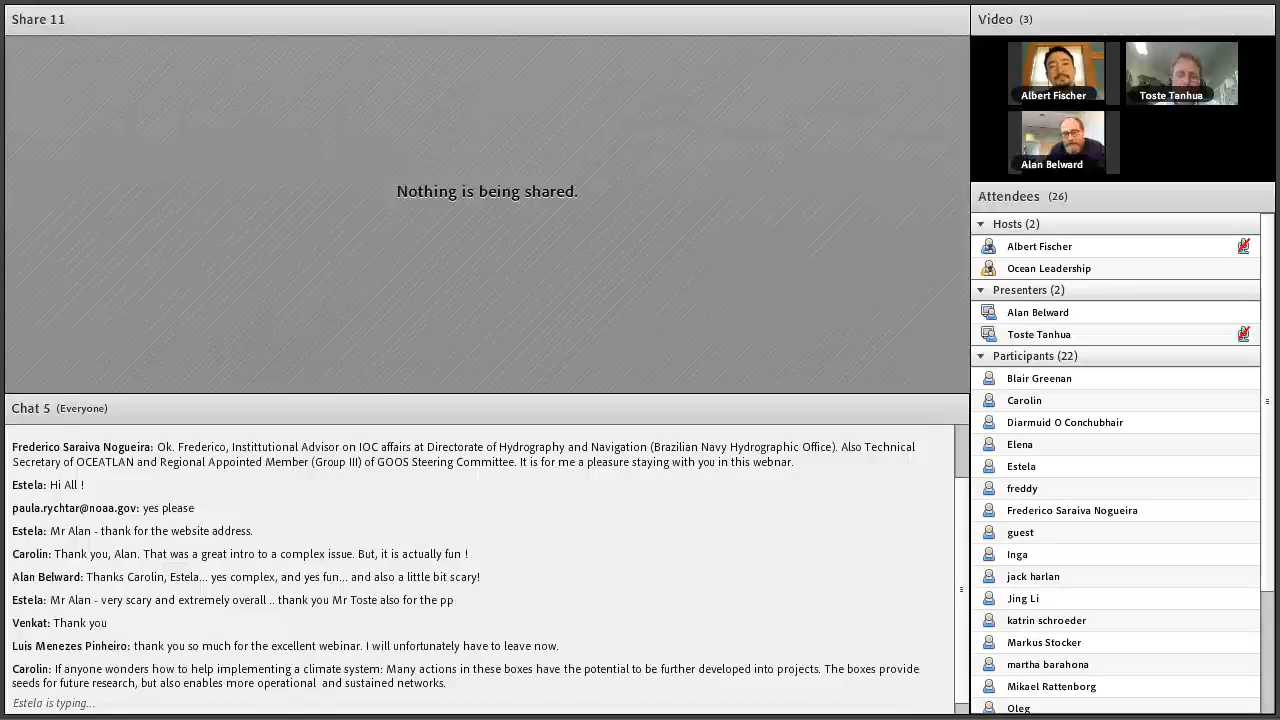 Share 11
Nothing is being shared.
Chat 5 (Everyone)
Frederico Saraiva Nogueira: Ok. Frederico, Instittutional Advisor on IOC affairs at Directorate of Hydrography and Navigation (Brazilian Navy Hydrographic Office). Also Technical
Secretary of OCEATLAN and Regional Appointed Member (Group III) of GOOS Steering Committee. It is for me a pleasure staying with you in this webnar.
Estela: Hi All !
paula.rychtar@noaa.gov: yes please
Estela: Mr Alan - thank for the website address.
Carolin: Thank you, Alan. That was a great intro to a complex issue. But, it is actually fun !
Alan Belward: Thanks Carolin, Estela... yes complex, and yes fun... and also a little bit scary!
Estela: Mr Alan - very scary and extremely overall .. thank you Mr Toste also for the pp
Venkat: Thank you
Luis Menezes Pinheiro: thank you so much for the excellent webinar. I will unfortunately have to leave now.
Carolin: If anyone wonders how to help implementing a climate system: Many actions in these boxes have the potential to be further developed into projects. The boxes provide
seeds for future research, but also enables more operational and sustained networks.
Estela is typing...
Video (3)
Albert Fischer
Toste Tanhua
Alan Belward
Attendees (26)
Hosts (2)
Albert Fischer
Ocean Leadership
Presenters (2)
Alan Belward
Toste Tanhua
Participants (22)
Blair Greenan
Carolin
Diarmuid O Conchubhair
Elena
Estela
freddy
Frederico Saraiva Nogueira
guest
Inga
jack harlan
Jing Li
katrin schroeder
Markus Stocker
martha barahona
Mikael Rattenborg
Oleg